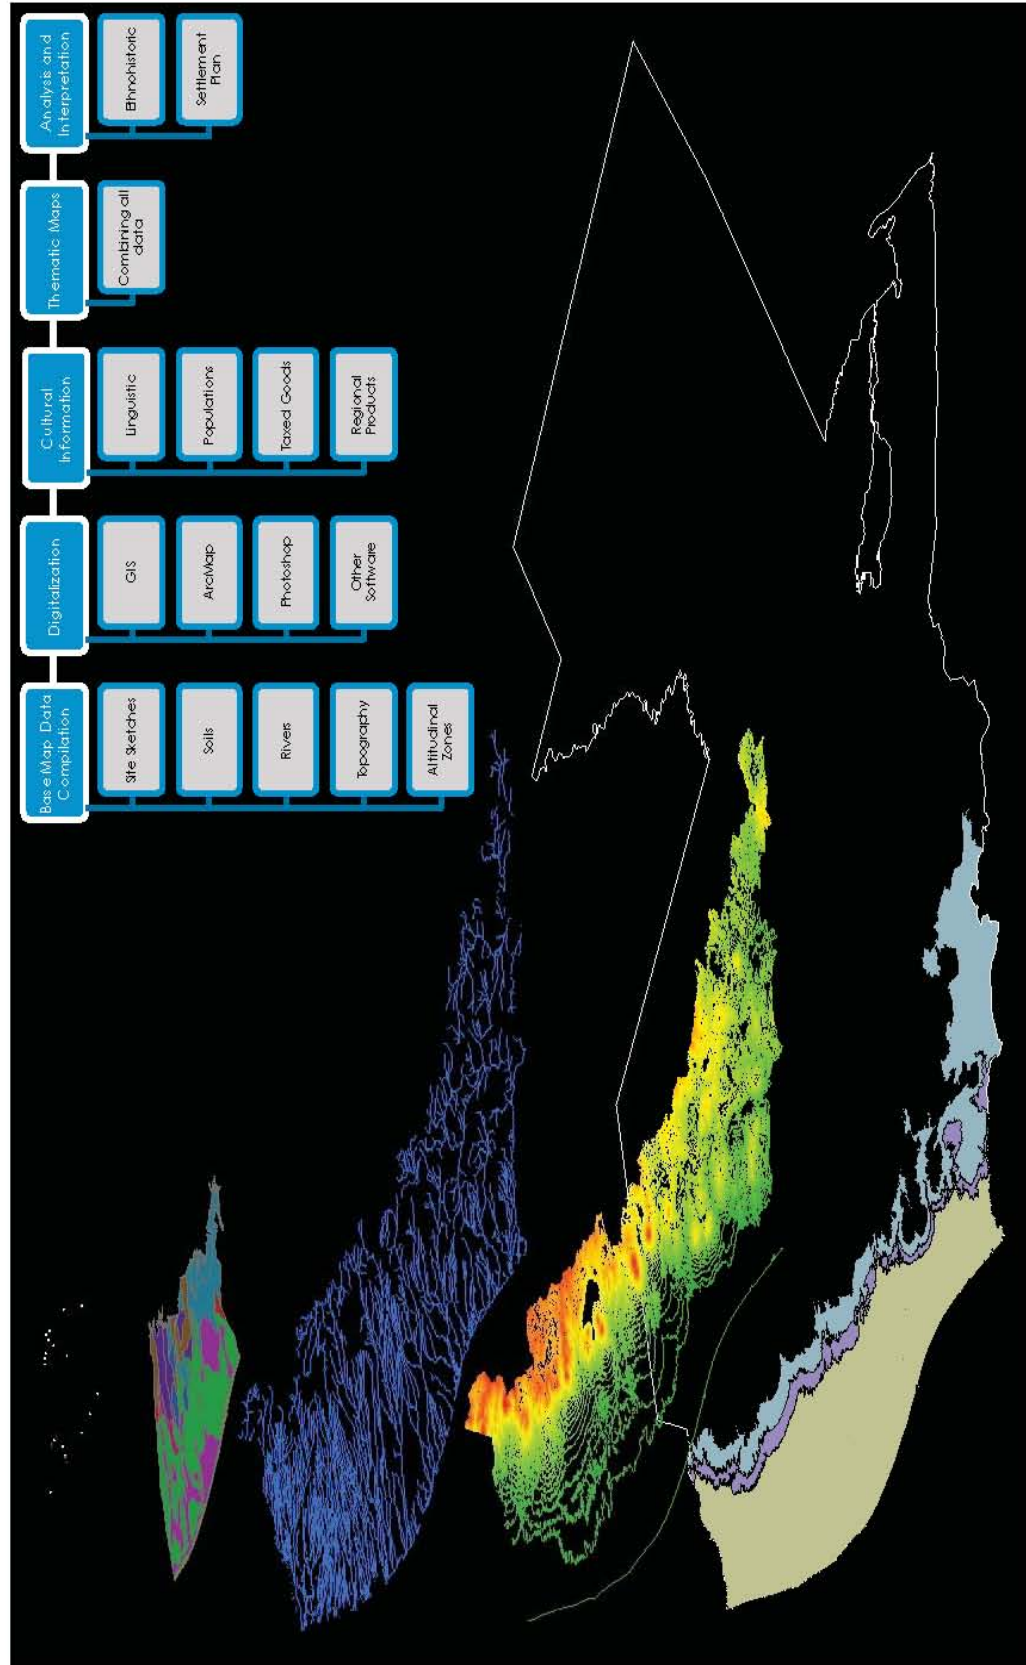 Base Map Data
Compilation
Site Sketches
Soils
Rivers
Topography
Altitudinal
Zones
Digitalization
GIS
ArcMap
Photoshop
Other
Software
Cultural
Information
Linguistic
Populations
Taxed Goods
Regional
Products
Thematic Maps
Combining all
data
Analysis and
Interpretation
Ethnohistoric
Settlement
Plan